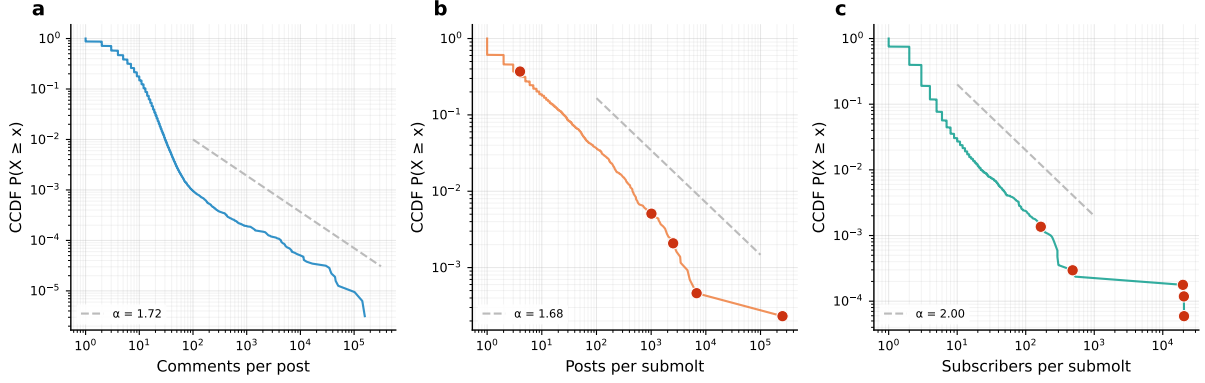 a
CCDF P(X ≥ x)
10⁰
10⁻¹
10⁻²
10⁻³
10⁻⁴
10⁻⁵
α = 1.72
10⁰ 10¹ 10² 10³ 10⁴ 10⁵
Comments per post
b
CCDF P(X ≥ x)
10⁰
10⁻¹
10⁻²
10⁻³
α = 1.68
10⁰ 10¹ 10² 10³ 10⁴ 10⁵
Posts per submolt
c
CCDF P(X ≥ x)
10⁰
10⁻¹
10⁻²
10⁻³
10⁻⁴
α = 2.00
10⁰ 10¹ 10² 10³ 10⁴
Subscribers per submolt